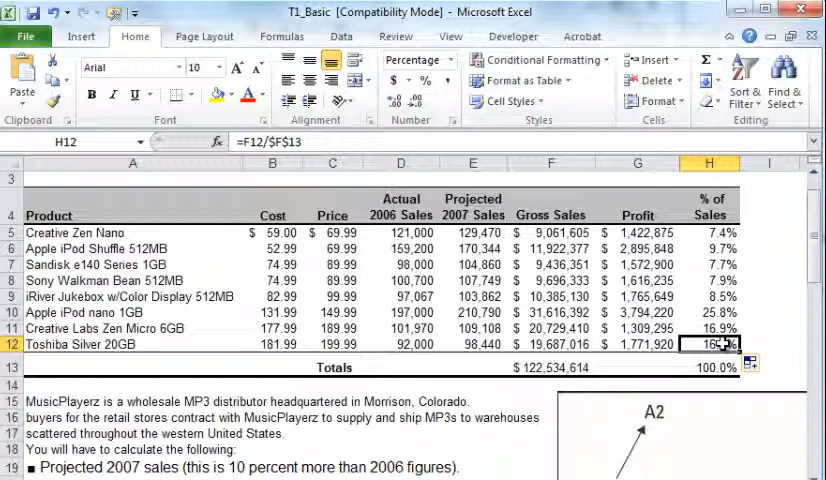 T1_Basic [Compatibility Mode] - Microsoft Excel
File Insert Home Page Layout Formulas Data Review View Developer Acrobat
Arial 10 A A Percentage Conditional Formatting Insert Σ
Paste B I U A $ % , Format as Table Delete Sort & Find &
.0 .00 .00 .0 Cell Styles Format Filter Select
Clipboard Font Alignment Number Styles Cells Editing
H12 fx =F12/$F$13
A B C D E F G H I
3
Actual Projected % of
4 Product Cost Price 2006 Sales 2007 Sales Gross Sales Profit Sales
5 Creative Zen Nano $ 59.00 $ 69.99 121,000 129,470 $ 9,061,605 $ 1,422,875 7.4%
6 Apple iPod Shuffle 512MB 52.99 69.99 159,200 170,344 $ 11,922,377 $ 2,895,848 9.7%
7 Sandisk e140 Series 1GB 74.99 89.99 98,000 104,860 $ 9,436,351 $ 1,572,900 7.7%
8 Sony Walkman Bean 512MB 74.99 89.99 100,700 107,749 $ 9,696,333 $ 1,616,235 7.9%
9 iRiver Jukebox w/Color Display 512MB 82.99 99.99 97,067 103,862 $ 10,385,130 $ 1,765,649 8.5%
10 Apple iPod nano 1GB 131.99 149.99 197,000 210,790 $ 31,616,392 $ 3,794,220 25.8%
11 Creative Labs Zen Micro 6GB 177.99 189.99 101,970 109,108 $ 20,729,410 $ 1,309,295 16.9%
12 Toshiba Silver 20GB 181.99 199.99 92,000 98,440 $ 19,687,016 $ 1,771,920
13 Totals $ 122,534,614 100.0%
14
15 MusicPlayerz is a wholesale MP3 distributor headquartered in Morrison, Colorado.
16 buyers for the retail stores contract with MusicPlayerz to supply and ship MP3s to warehouses
17 scattered throughout the western United States.
18 You will have to calculate the following:
19 ■ Projected 2007 sales (this is 10 percent more than 2006 figures).
A2